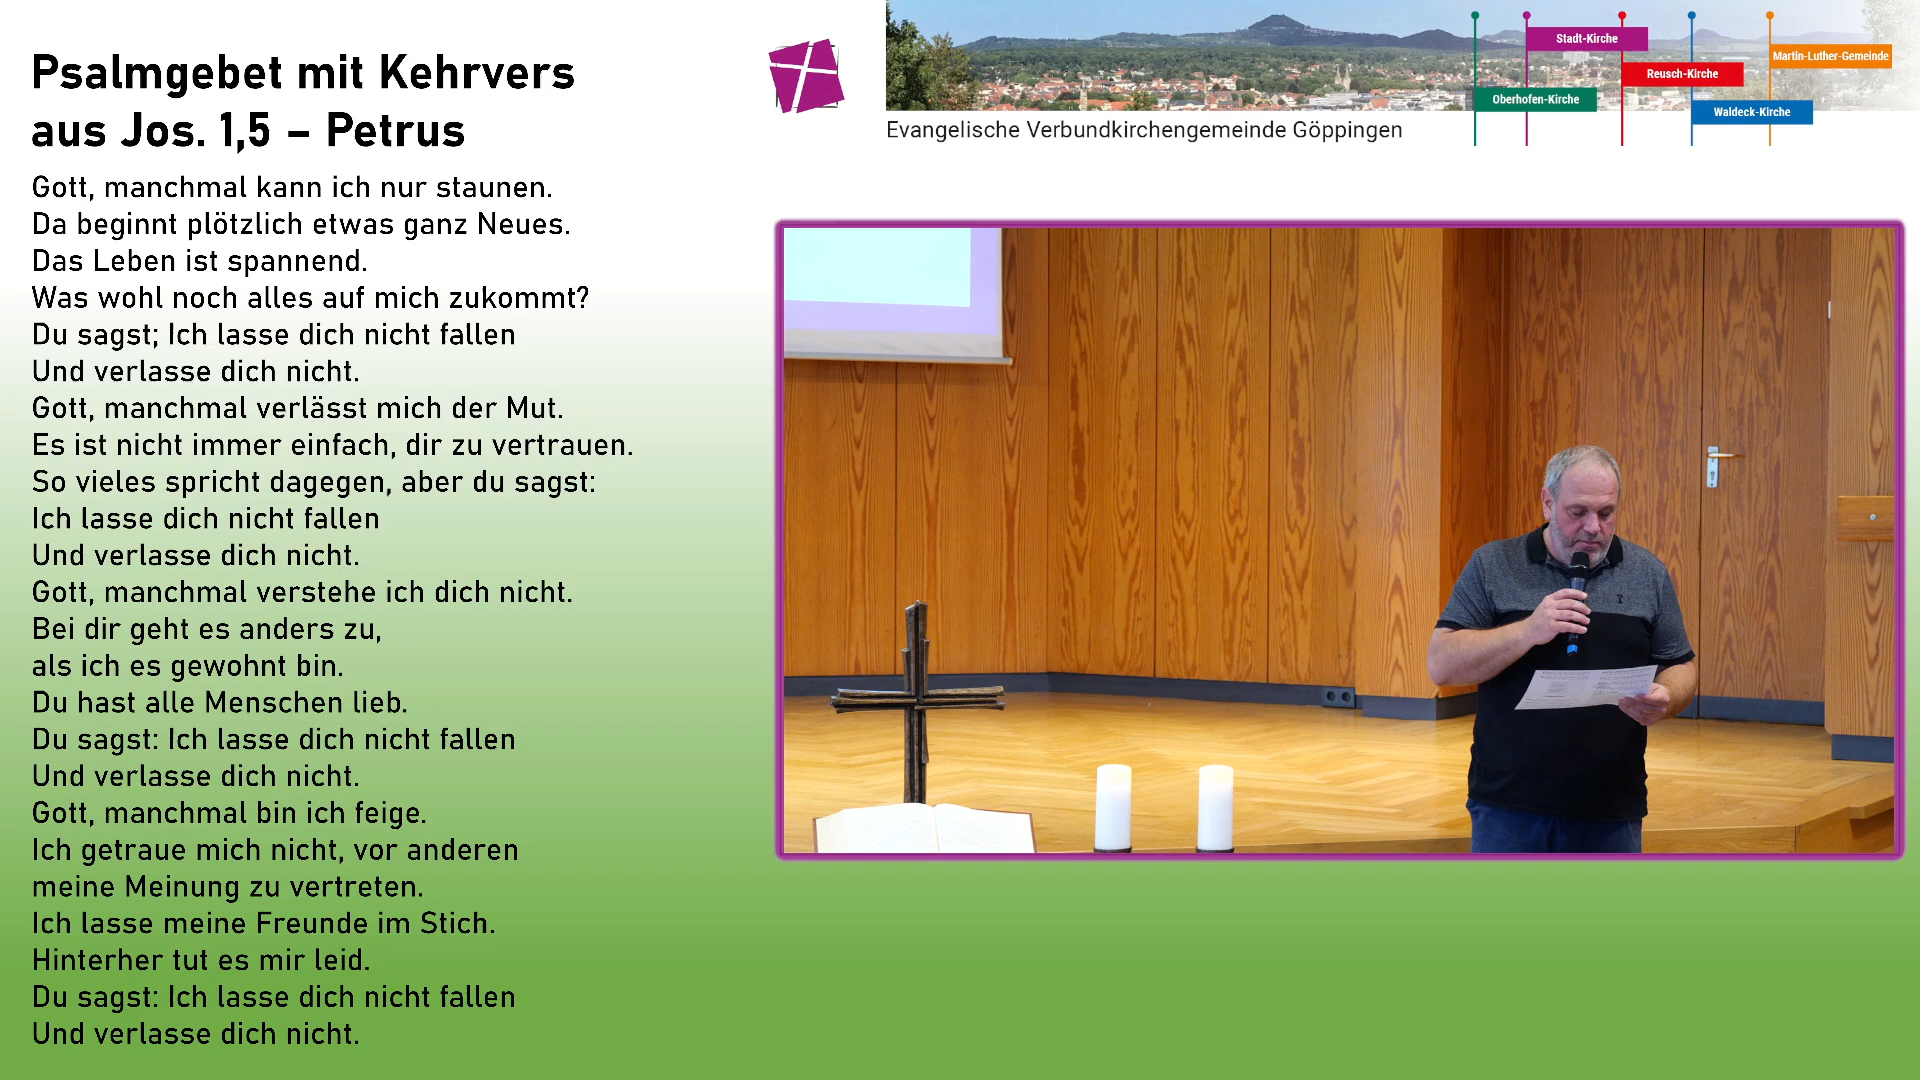 Psalmgebet mit Kehrvers
aus Jos. 1,5 – Petrus
Gott, manchmal kann ich nur staunen.
Da beginnt plötzlich etwas ganz Neues.
Das Leben ist spannend.
Was wohl noch alles auf mich zukommt?
Du sagst; Ich lasse dich nicht fallen
Und verlasse dich nicht.
Gott, manchmal verlässt mich der Mut.
Es ist nicht immer einfach, dir zu vertrauen.
So vieles spricht dagegen, aber du sagst:
Ich lasse dich nicht fallen
Und verlasse dich nicht.
Gott, manchmal verstehe ich dich nicht.
Bei dir geht es anders zu,
als ich es gewohnt bin.
Du hast alle Menschen lieb.
Du sagst: Ich lasse dich nicht fallen
Und verlasse dich nicht.
Gott, manchmal bin ich feige.
Ich getraue mich nicht, vor anderen
meine Meinung zu vertreten.
Ich lasse meine Freunde im Stich.
Hinterher tut es mir leid.
Du sagst: Ich lasse dich nicht fallen
Und verlasse dich nicht.
Stadt-Kirche
Martin-Luther-Gemeinde
Reusch-Kirche
Oberhofen-Kirche
Waldeck-Kirche
Evangelische Verbundkirchengemeinde Göppingen